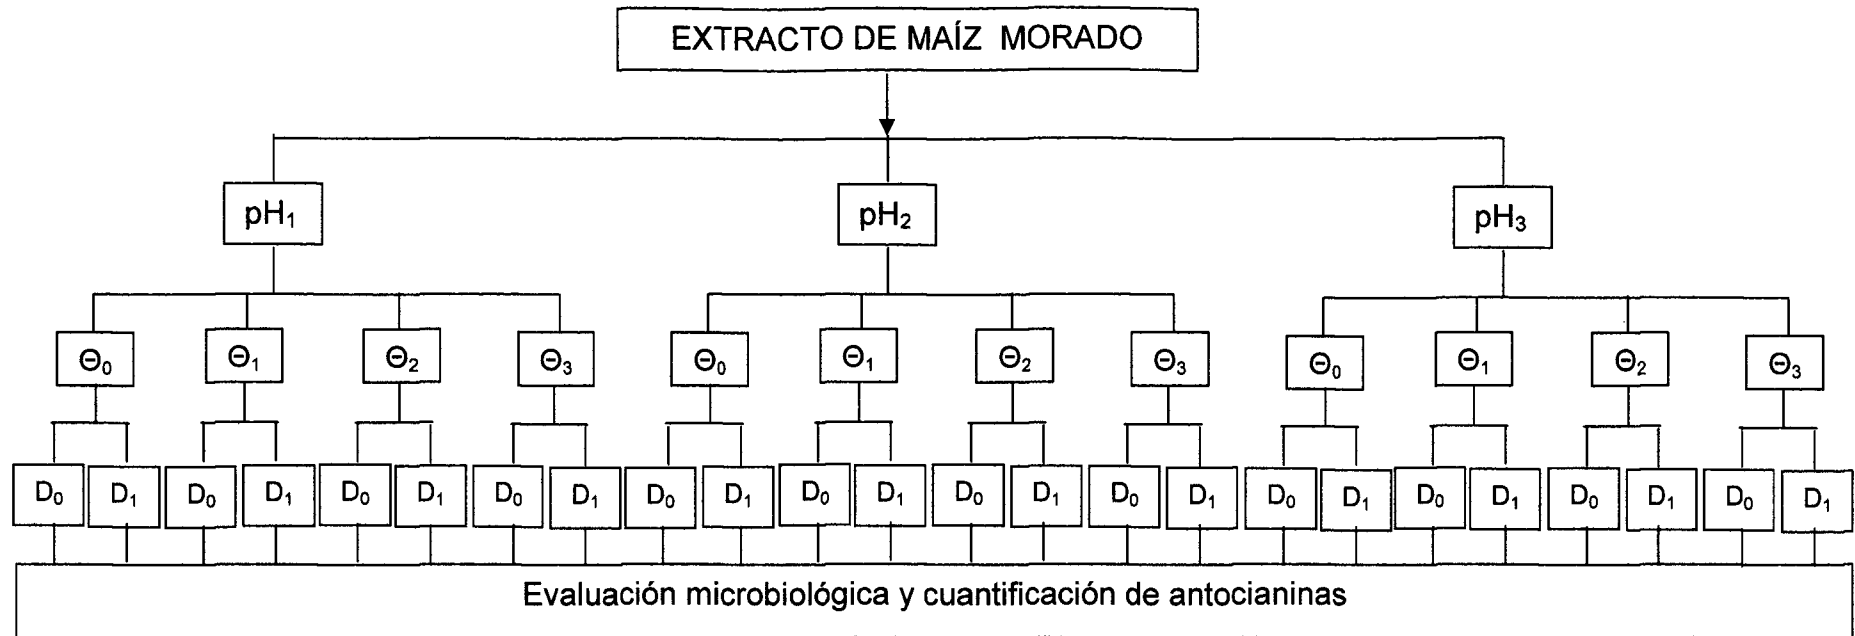 EXTRACTO DE MAÍZ MORADO
pH₁ pH₂ pH₃
Θ₀ Θ₁ Θ₂ Θ₃ Θ₀ Θ₁ Θ₂ Θ₃ Θ₀ Θ₁ Θ₂ Θ₃
D₀ D₁ D₀ D₁ D₀ D₁ D₀ D₁ D₀ D₁ D₀ D₁ D₀ D₁ D₀ D₁ D₀ D₁ D₀ D₁ D₀ D₁ D₀ D₁
Evaluación microbiológica y cuantificación de antocianinas